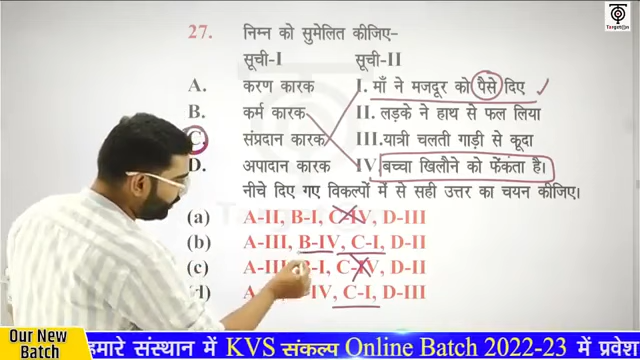 Target@n
27. निम्न को सुमेलित कीजिए-
सूची-I सूची-II
A. करण कारक I. माँ ने मजदूर को पैसे दिए
B. कर्म कारक II. लड़के ने हाथ से फल लिया
C. संप्रदान कारक III. यात्री चलती गाड़ी से कूदा
D. अपादान कारक IV. बच्चा खिलौने को फेंकता है।
नीचे दिए गए विकल्पों में से सही उत्तर का चयन कीजिए।
(a) A-II, B-I, C-IV, D-III
(b) A-III, B-IV, C-I, D-II
(c) A-III B-I, C-IV, D-II
(d) A- -IV, C-I, D-III
Our New
Batch
हमारे संस्थान में KVS संकल्प Online Batch 2022-23 में प्रवेश